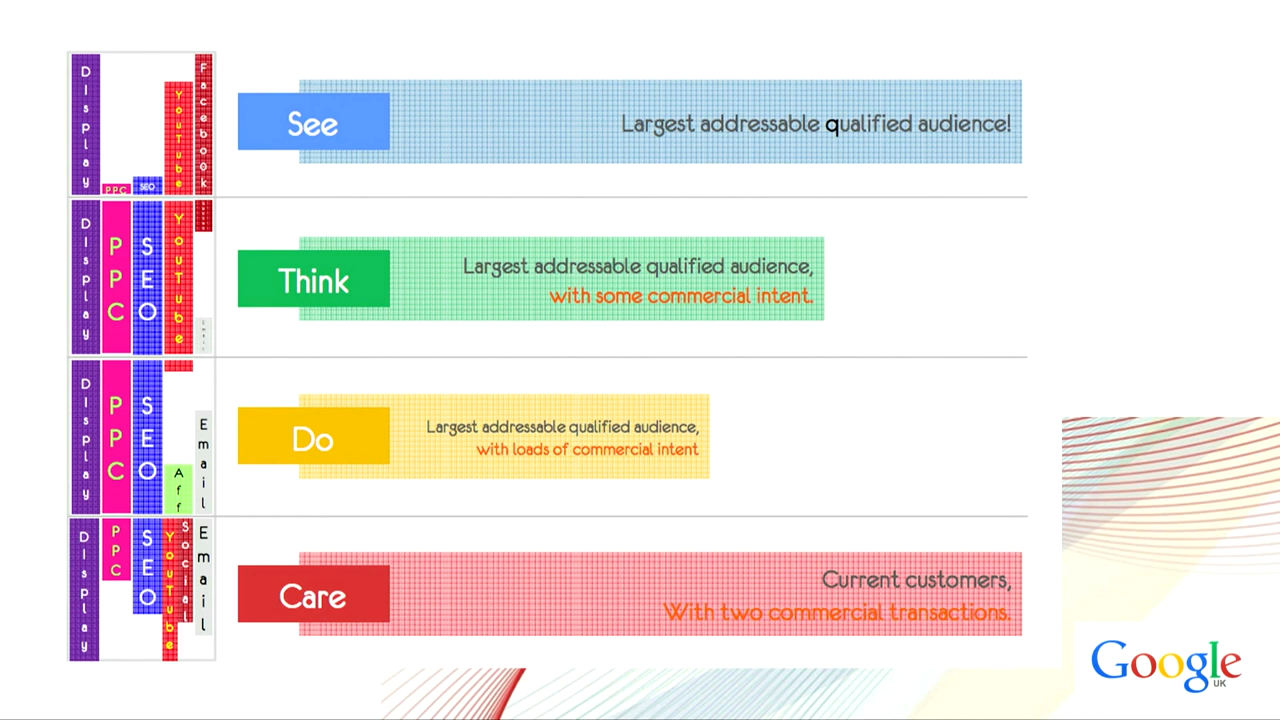 Display
PPC
SEO
YouTube
Facebook
See
Largest addressable qualified audience!
Display
PPC
SEO
YouTube
Email
Think
Largest addressable qualified audience,
with some commercial intent.
Display
PPC
SEO
Aff
Email
Do
Largest addressable qualified audience,
with loads of commercial intent
Display
PPC
SEO
YouTube
Social
Email
Care
Current customers,
With two commercial transactions.
Google
UK